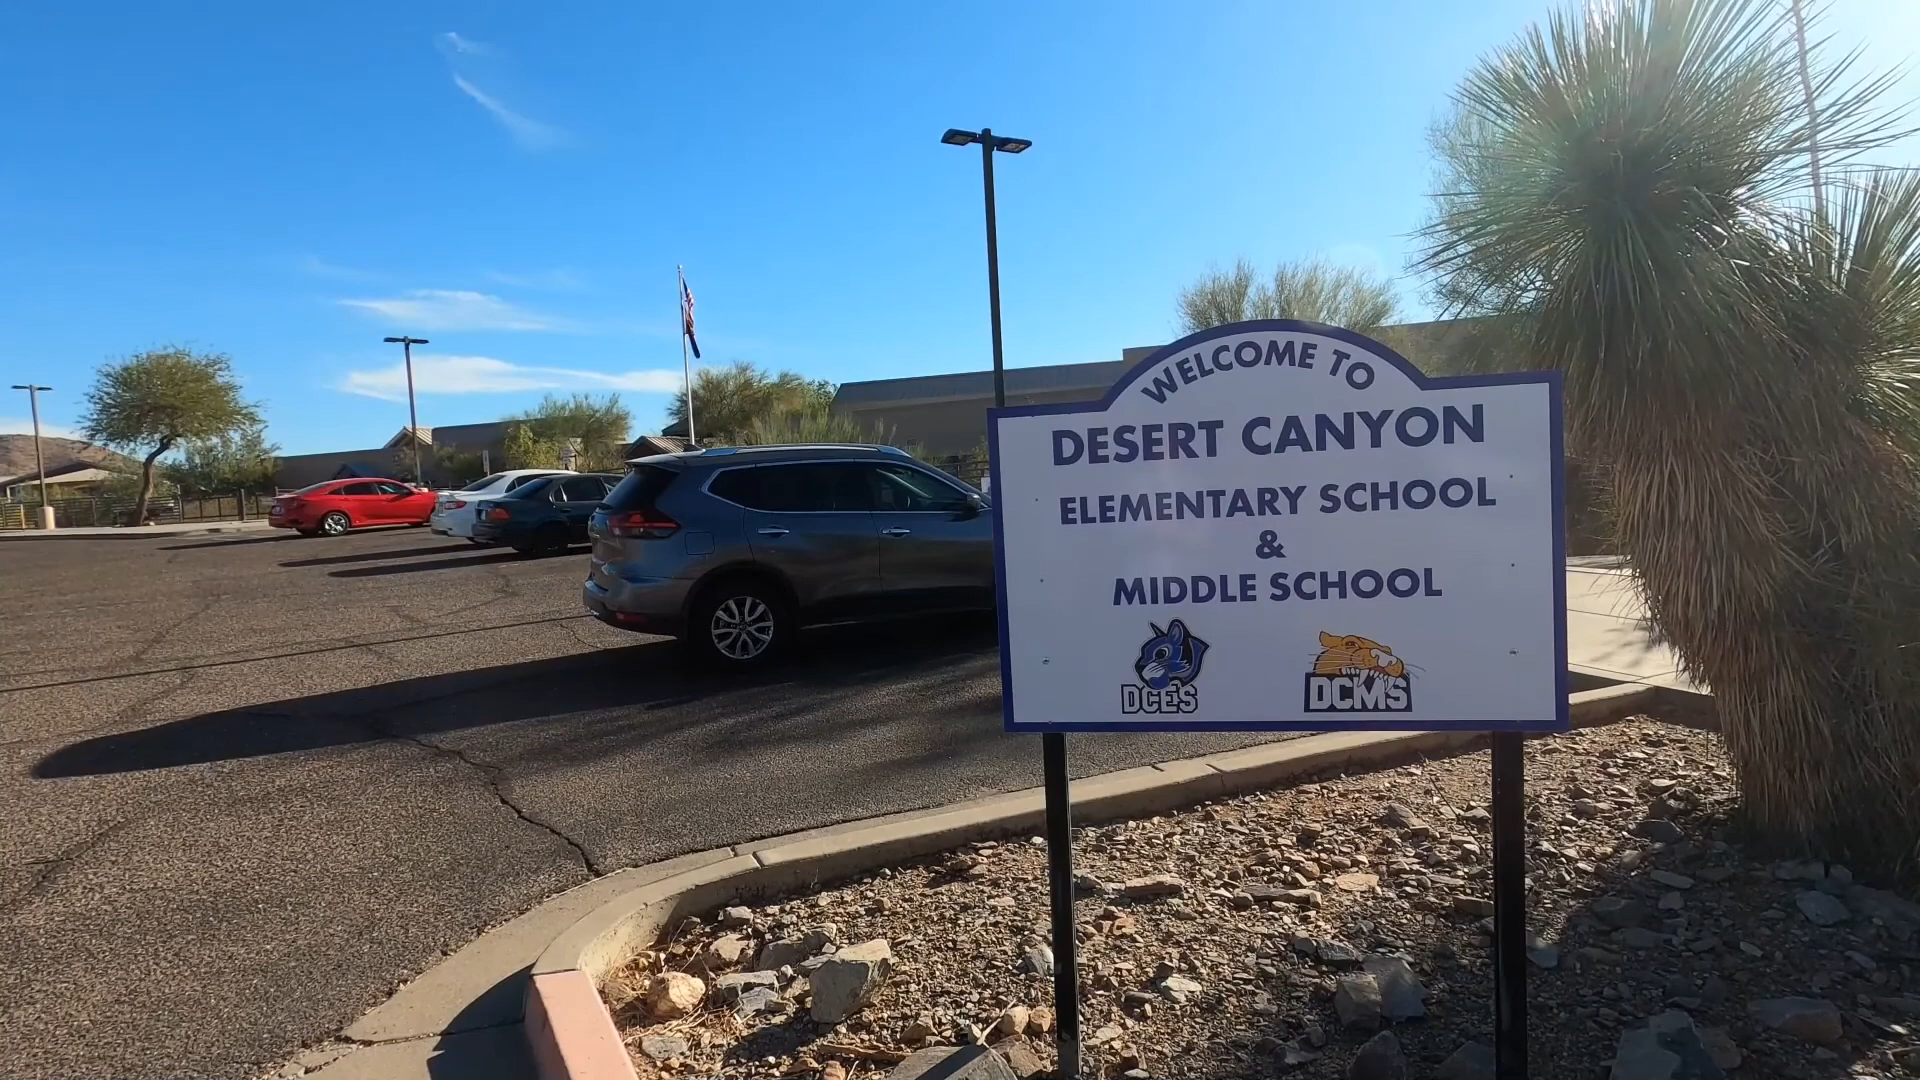 WELCOME TO
DESERT CANYON
ELEMENTARY SCHOOL
&
MIDDLE SCHOOL
DCES
DCMS